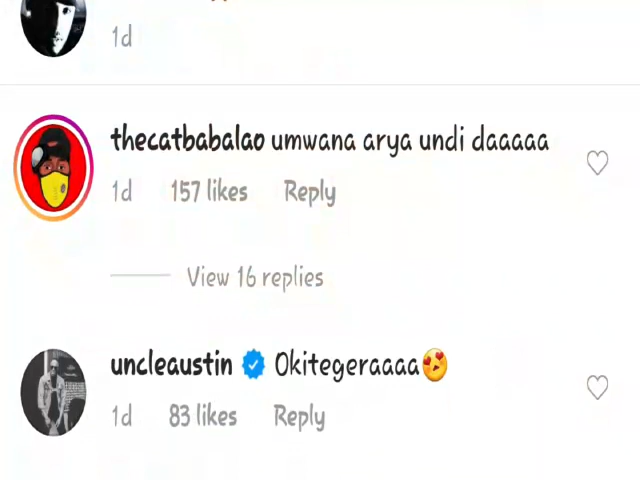 1d
thecatbabalao umwana arya undi daaaaa
1d 157 likes Reply
View 16 replies
uncleaustin Okitegeraaaa😍
1d 83 likes Reply